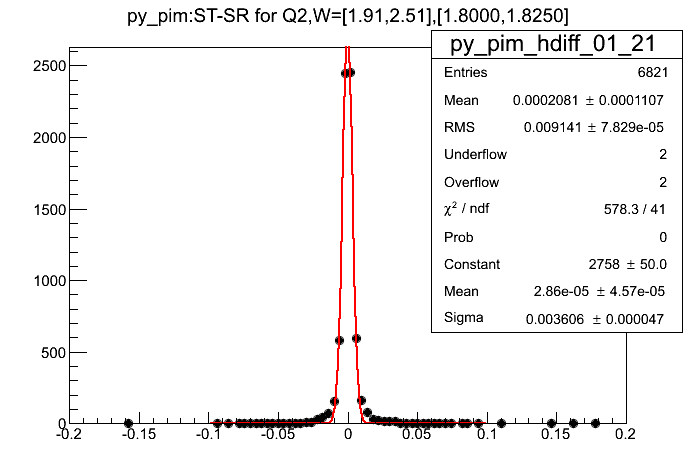 py_pim:ST-SR for Q2,W=[1.91,2.51],[1.8000,1.8250]
py_pim_hdiff_01_21
Entries 6821
Mean 0.0002081 ± 0.0001107
RMS 0.009141 ± 7.829e-05
Underflow 2
Overflow 2
χ² / ndf 578.3 / 41
Prob 0
Constant 2758 ± 50.0
Mean 2.86e-05 ± 4.57e-05
Sigma 0.003606 ± 0.000047
2500
2000
1500
1000
500
0
-0.2 -0.15 -0.1 -0.05 0 0.05 0.1 0.15 0.2